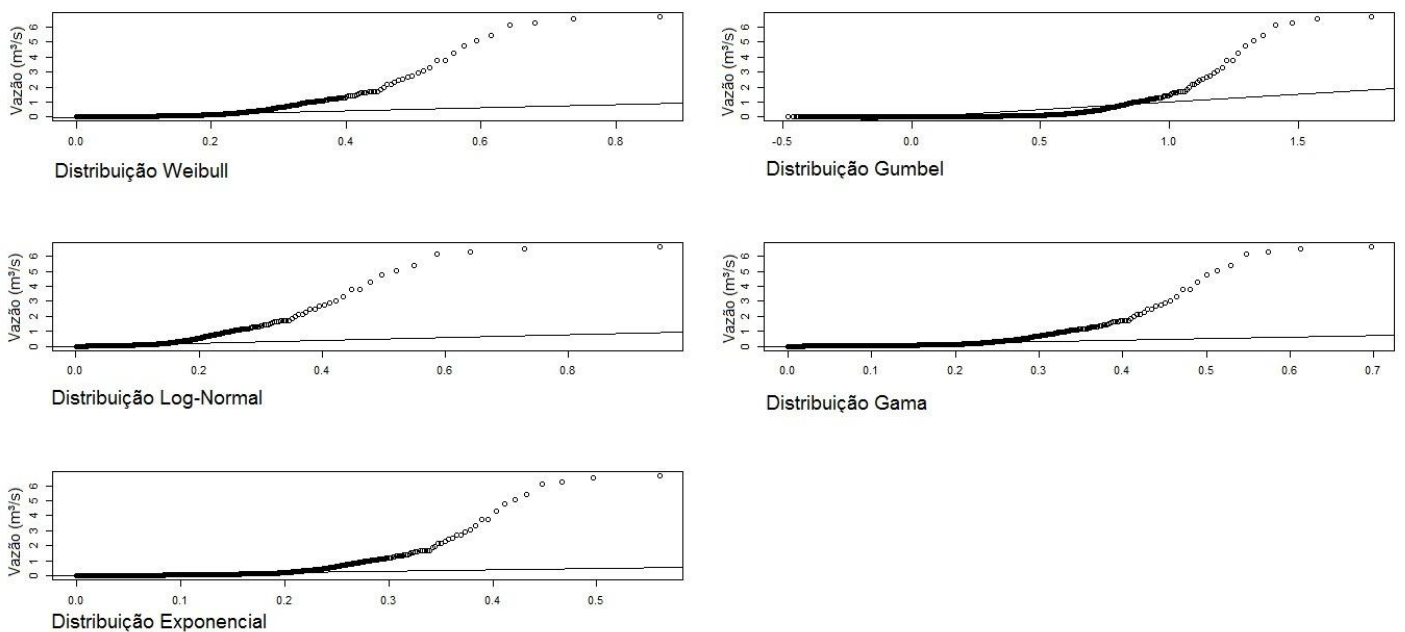 Vazão (m³/s)
0 1 2 3 4 5 6
0.0 0.2 0.4 0.6 0.8
Distribuição Weibull
Vazão (m³/s)
0 1 2 3 4 5 6
-0.5 0.0 0.5 1.0 1.5
Distribuição Gumbel
Vazão (m³/s)
0 1 2 3 4 5 6
0.0 0.2 0.4 0.6 0.8
Distribuição Log-Normal
Vazão (m³/s)
0 1 2 3 4 5 6
0.0 0.1 0.2 0.3 0.4 0.5 0.6 0.7
Distribuição Gama
Vazão (m³/s)
0 1 2 3 4 5 6
0.0 0.1 0.2 0.3 0.4 0.5
Distribuição Exponencial